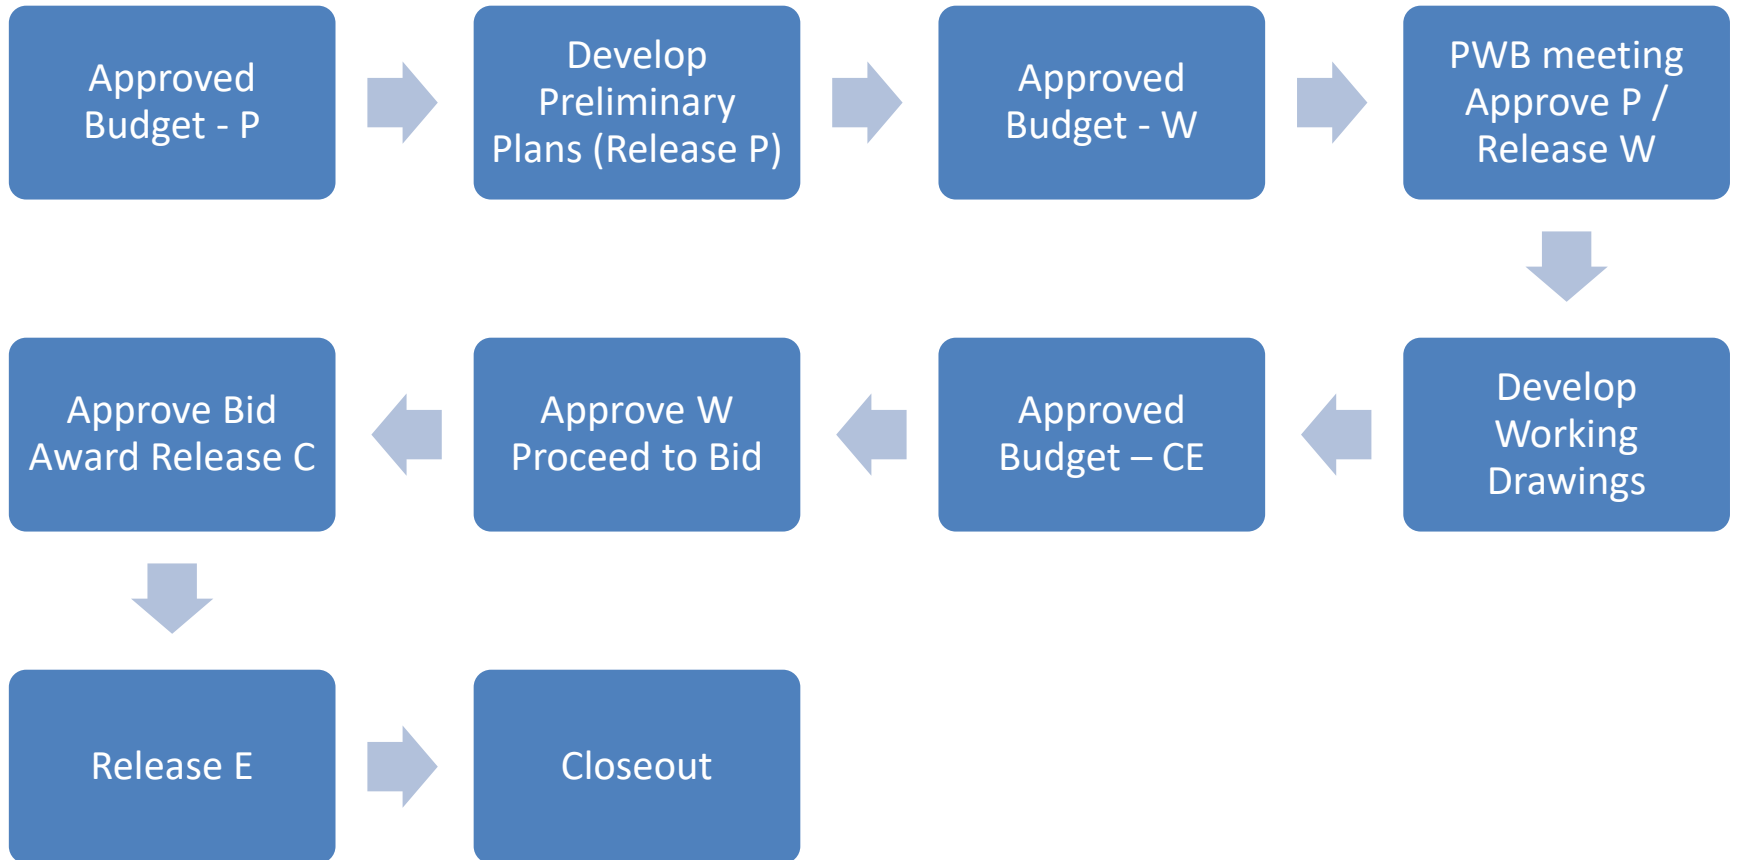 Approved
Budget - P
Develop
Preliminary
Plans (Release P)
Approved
Budget - W
PWB meeting
Approve P /
Release W
Develop
Working
Drawings
Approved
Budget – CE
Approve W
Proceed to Bid
Approve Bid
Award Release C
Release E
Closeout